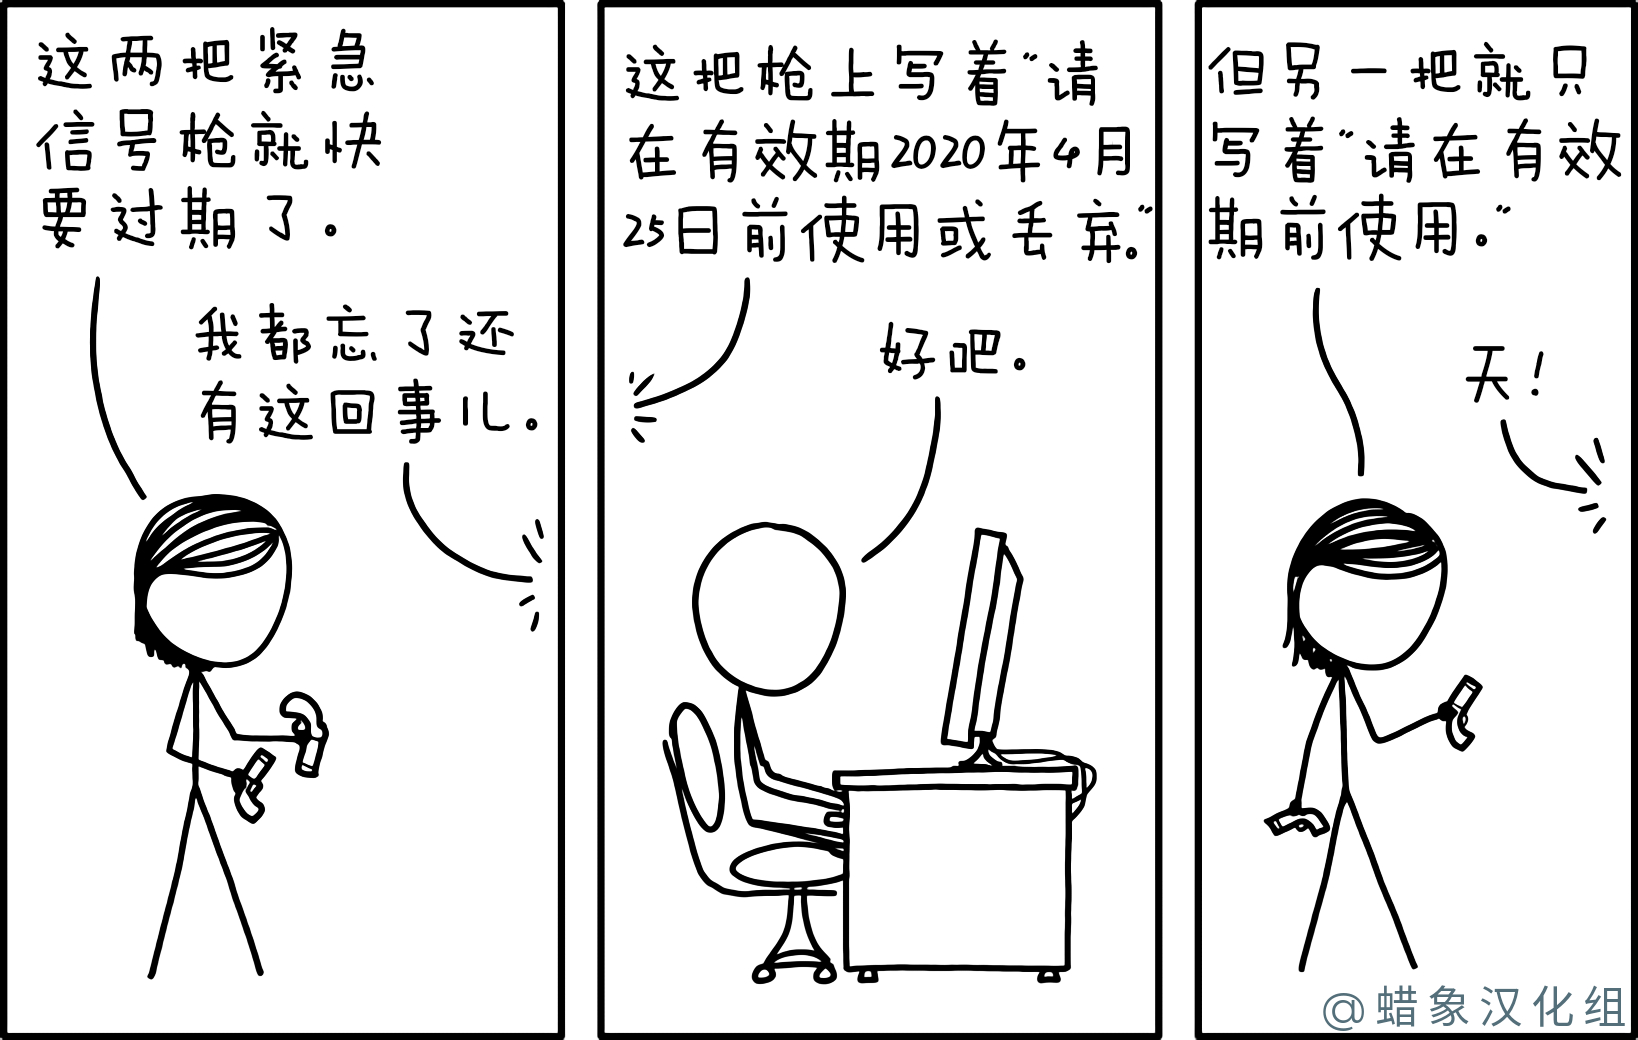 这两把紧急
信号枪就快
要过期了。
我都忘了还
有这回事儿。
这把枪上写着“请
在有效期2020年4月
25日前使用或丢弃。”
好吧。
但另一把就只
写着“请在有效
期前使用。”
天！
@蜡象汉化组